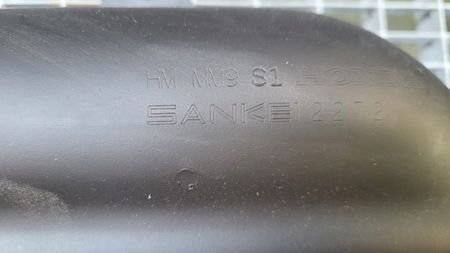 HM MM9 S1 HONDA
SANKEI 2272